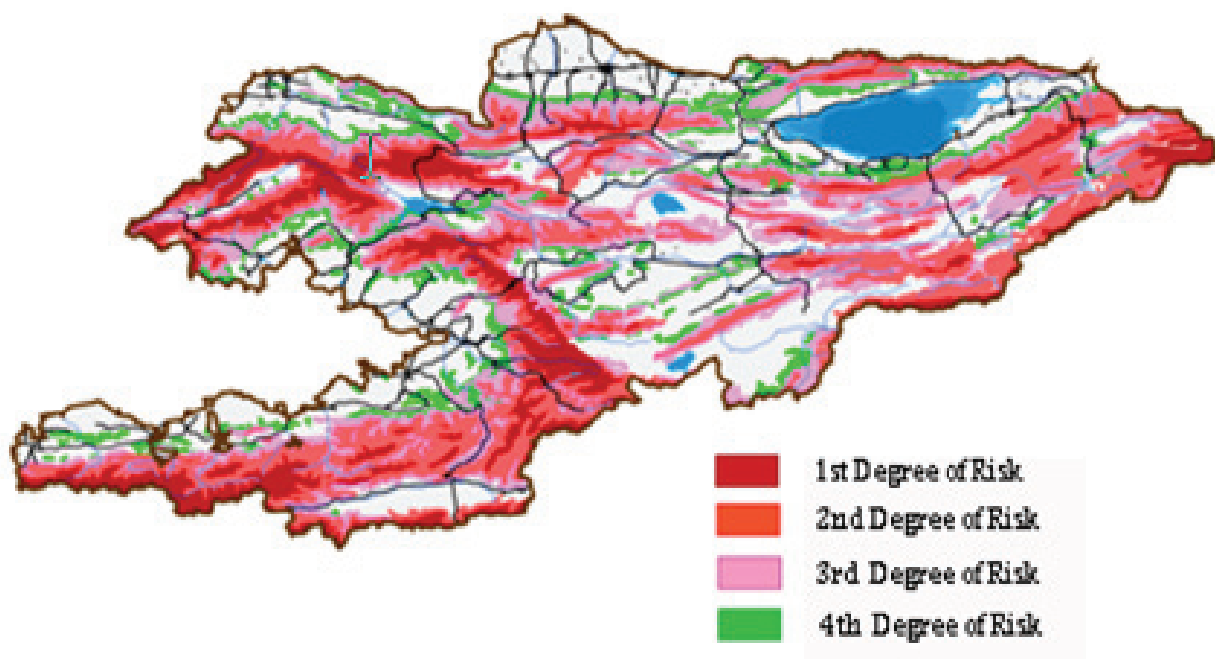 1st Degree of Risk
2nd Degree of Risk
3rd Degree of Risk
4th Degree of Risk